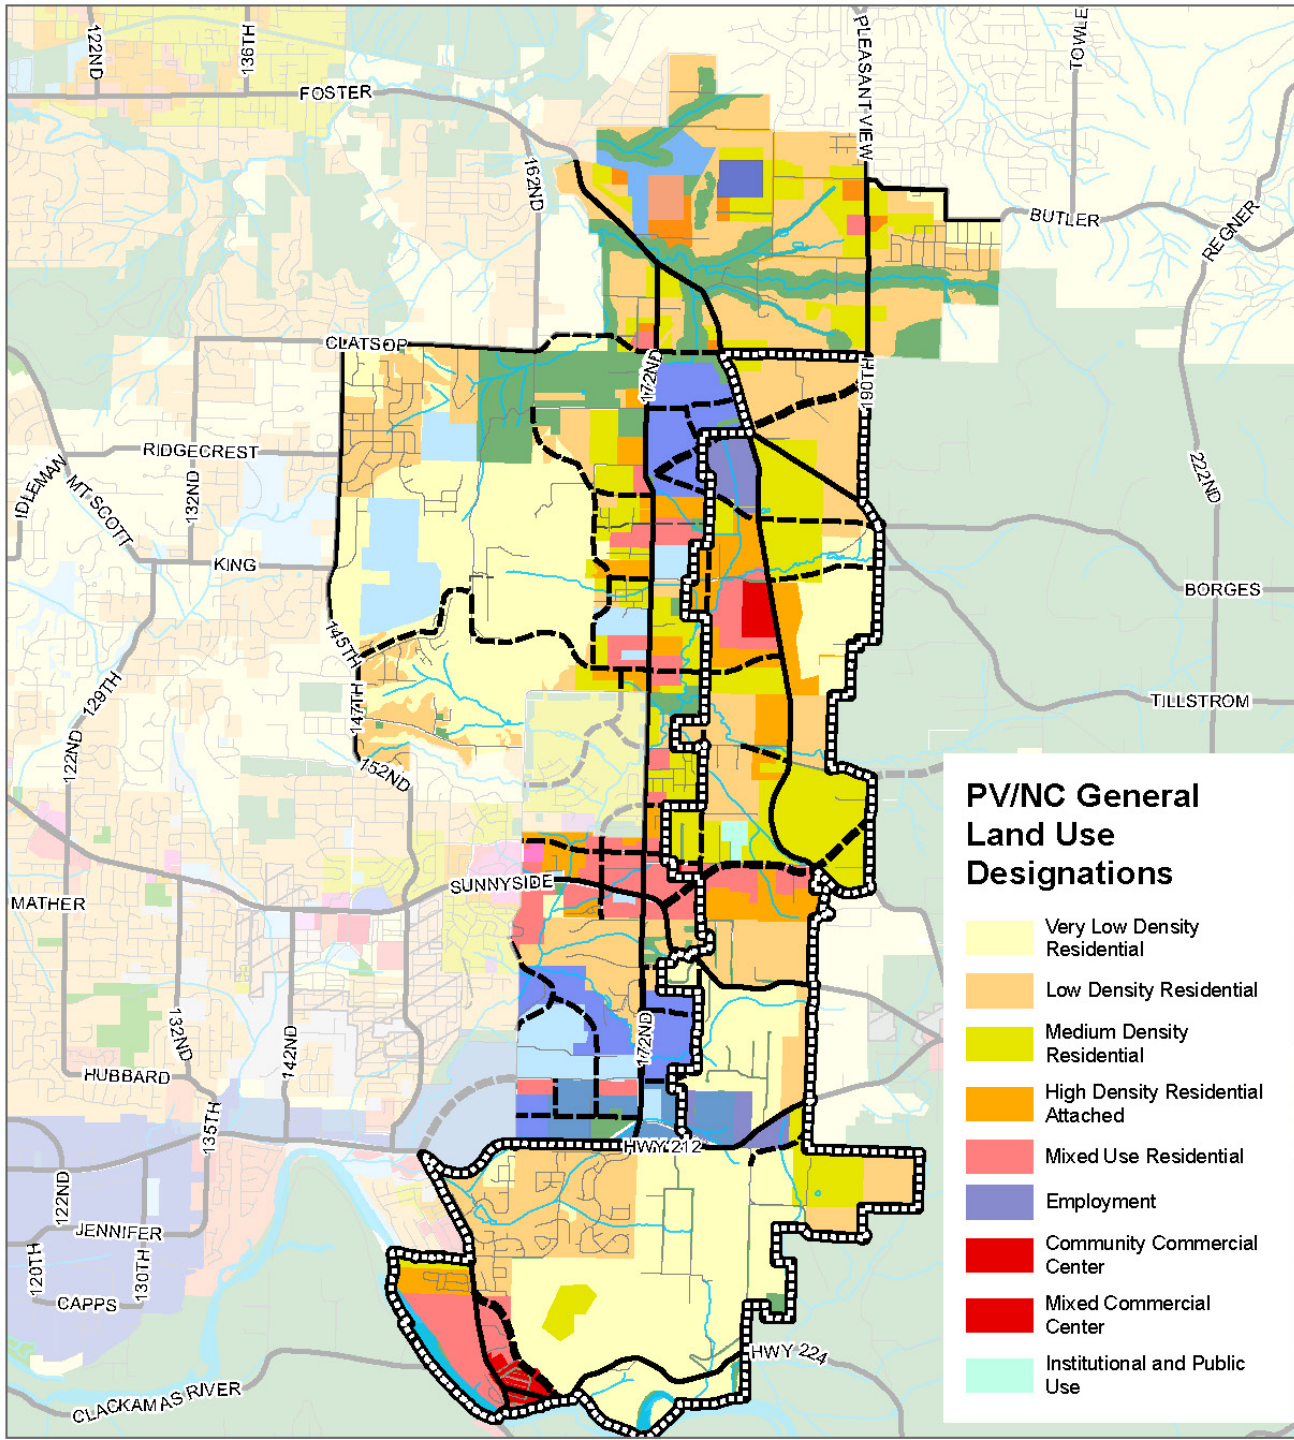 122ND
136TH
FOSTER
PLEASANT VIEW
TOWLE
162ND
BUTLER
REGNER
CLATSOP
172ND
190TH
RIDGECREST
IDLEMAN
MT SCOTT
132ND
222ND
KING
BORGES
145TH
129TH
147TH
TILLSTROM
122ND
152ND
SUNNYSIDE
MATHER
132ND
142ND
172ND
HUBBARD
135TH
HWY 212
122ND
JENNIFER
120TH
130TH
CAPPS
HWY 224
CLACKAMAS RIVER
PV/NC General
Land Use
Designations
Very Low Density
Residential
Low Density Residential
Medium Density
Residential
High Density Residential
Attached
Mixed Use Residential
Employment
Community Commercial
Center
Mixed Commercial
Center
Institutional and Public
Use